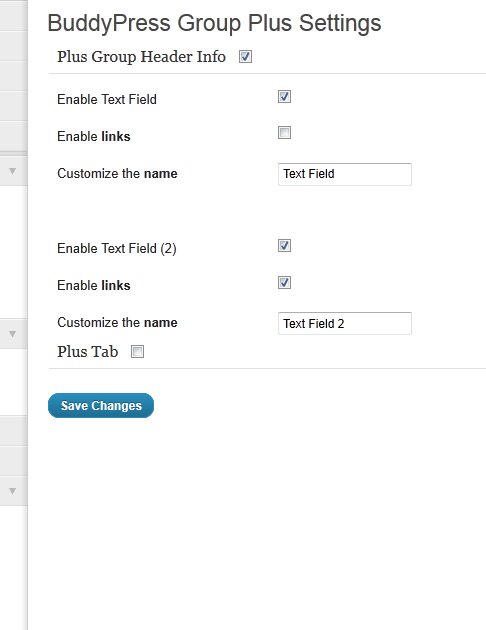 BuddyPress Group Plus Settings
Plus Group Header Info
Enable Text Field
Enable links
Customize the name Text Field
Enable Text Field (2)
Enable links
Customize the name Text Field 2
Plus Tab
Save Changes